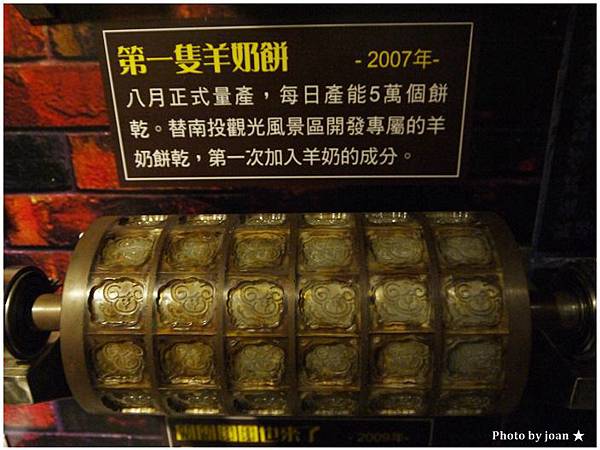 第一隻羊奶餅 -2007年-
八月正式量產，每日產能5萬個餅
乾。替南投觀光風景區開發專屬的羊
奶餅乾，第一次加入羊奶的成分。
也來了 -2009年-
Photo by joan ★